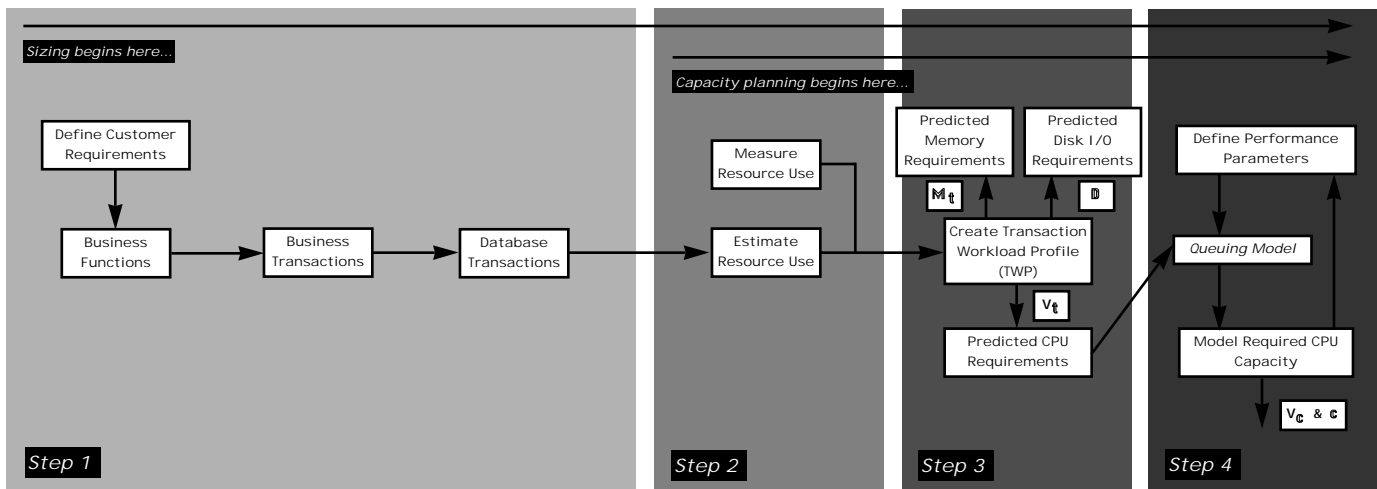 Sizing begins here...
Capacity planning begins here...
Define Customer
Requirements
Business
Functions
Business
Transactions
Database
Transactions
Step 1
Measure
Resource Use
Estimate
Resource Use
Step 2
Predicted
Memory
Requirements
Predicted
Disk I/O
Requirements
Mt
D
Create Transaction
Workload Profile
(TWP)
Vt
Predicted CPU
Requirements
Step 3
Define Performance
Parameters
Queuing Model
Model Required CPU
Capacity
Vc & c
Step 4